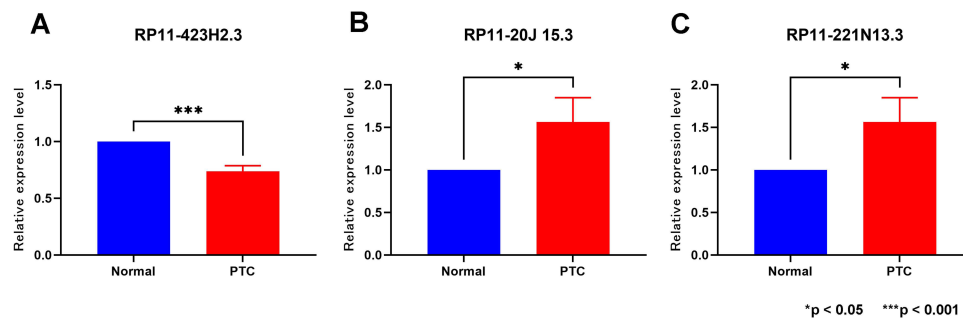 A
RP11-423H2.3
Relative expression level
1.5
1.0
0.5
0.0
***
Normal
PTC
B
RP11-20J 15.3
Relative expression level
2.0
1.5
1.0
0.5
0.0
*
Normal
PTC
C
RP11-221N13.3
Relative expression level
2.0
1.5
1.0
0.5
0.0
*
Normal
PTC
*p < 0.05 ***p < 0.001